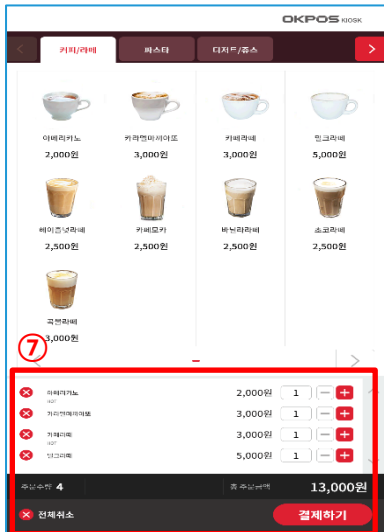 OKPOS KIOSK
커피/라떼 파스타 디저트/쥬스
아메리카노 카라멜마끼아또 카페라떼 밀크라떼
2,000원 3,000원 3,000원 5,000원
헤이즐넛라떼 카페모카 바닐라라떼 초코라떼
2,500원 2,500원 2,500원 2,500원
곡물라떼
3,000원
⑦
아메리카노 2,000원 1
HOT
카라멜마끼아또 3,000원 1
카페라떼 3,000원 1
HOT
밀크라떼 5,000원 1
주문수량 4 총 주문금액 13,000원
전체취소 결제하기